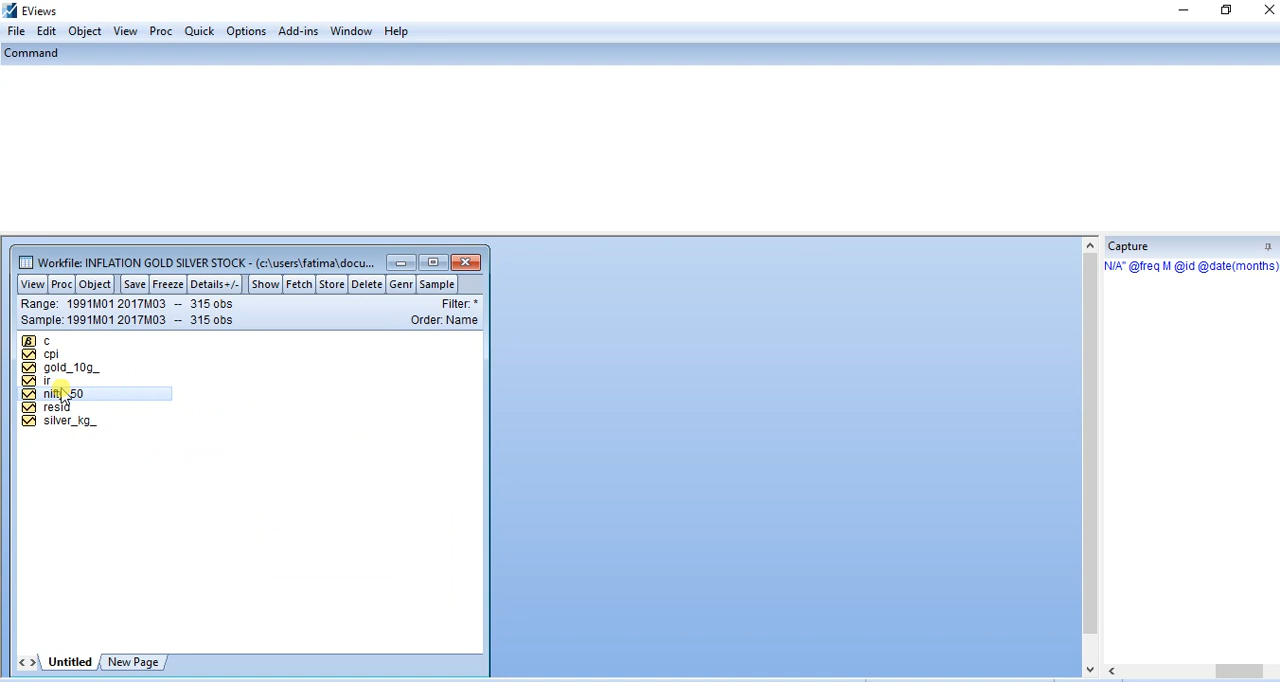 EViews
File Edit Object View Proc Quick Options Add-ins Window Help
Command
Workfile: INFLATION GOLD SILVER STOCK - (c:\users\fatima\docu...
View Proc Object Save Freeze Details+/- Show Fetch Store Delete Genr Sample
Range: 1991M01 2017M03 -- 315 obs Filter: *
Sample: 1991M01 2017M03 -- 315 obs Order: Name
c
cpi
gold_10g_
ir
resid
silver_kg_
Untitled New Page
Capture
N/A" @freq M @id @date(months)